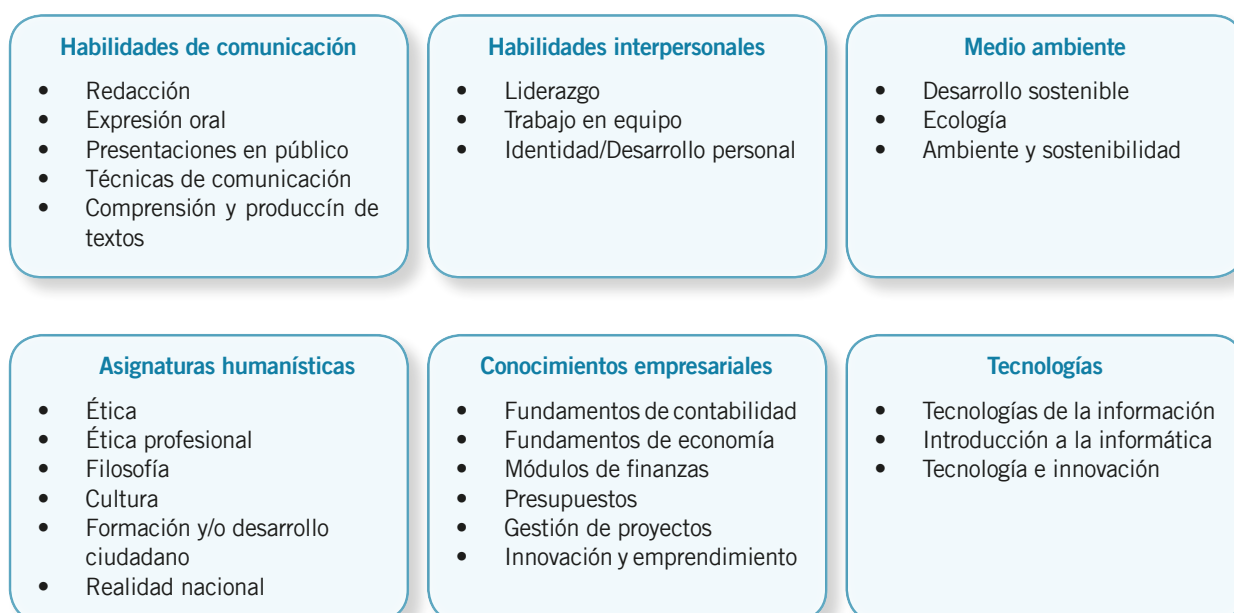 Habilidades de comunicación
• Redacción
• Expresión oral
• Presentaciones en público
• Técnicas de comunicación
• Comprensión y produccín de
textos
Habilidades interpersonales
• Liderazgo
• Trabajo en equipo
• Identidad/Desarrollo personal
Medio ambiente
• Desarrollo sostenible
• Ecología
• Ambiente y sostenibilidad
Asignaturas humanísticas
• Ética
• Ética profesional
• Filosofía
• Cultura
• Formación y/o desarrollo
ciudadano
• Realidad nacional
Conocimientos empresariales
• Fundamentos de contabilidad
• Fundamentos de economía
• Módulos de finanzas
• Presupuestos
• Gestión de proyectos
• Innovación y emprendimiento
Tecnologías
• Tecnologías de la información
• Introducción a la informática
• Tecnología e innovación